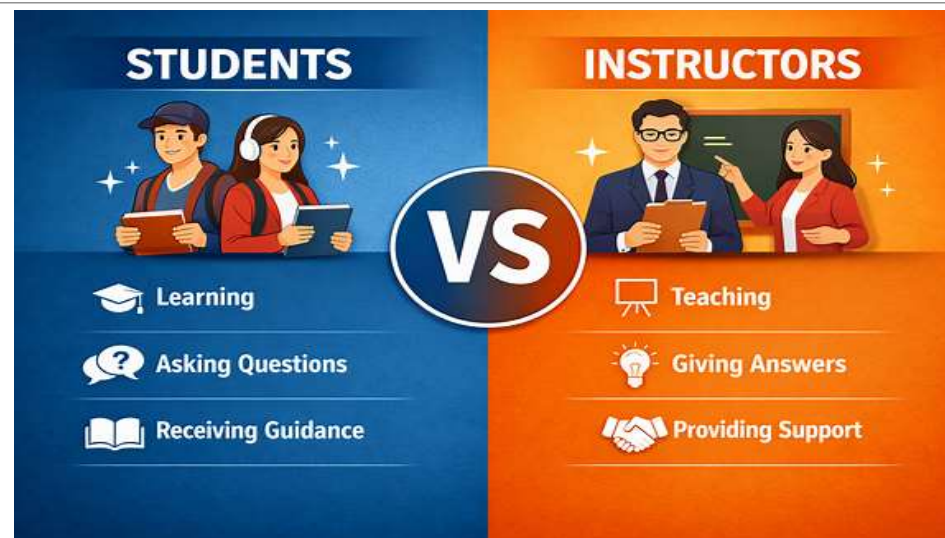 STUDENTS
INSTRUCTORS
VS
Learning
Asking Questions
Receiving Guidance
Teaching
Giving Answers
Providing Support